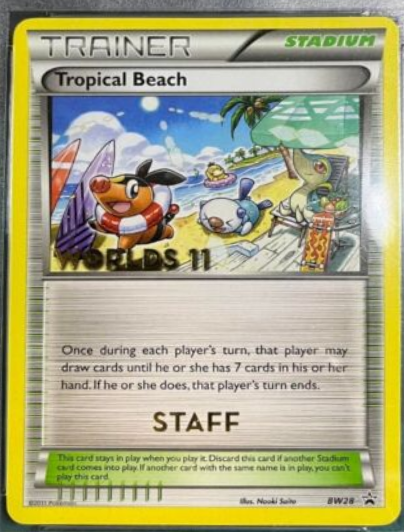 TRAINER STADIUM
Tropical Beach
WORLDS 11
Once during each player's turn, that player may
draw cards until he or she has 7 cards in his or her
hand. If he or she does, that player's turn ends.
STAFF
This card stays in play when you play it. Discard this card if another Stadium
card comes into play. If another card with the same name is in play, you can't
play this card.
©2011 Pokémon Illus. Naoki Saito BW28